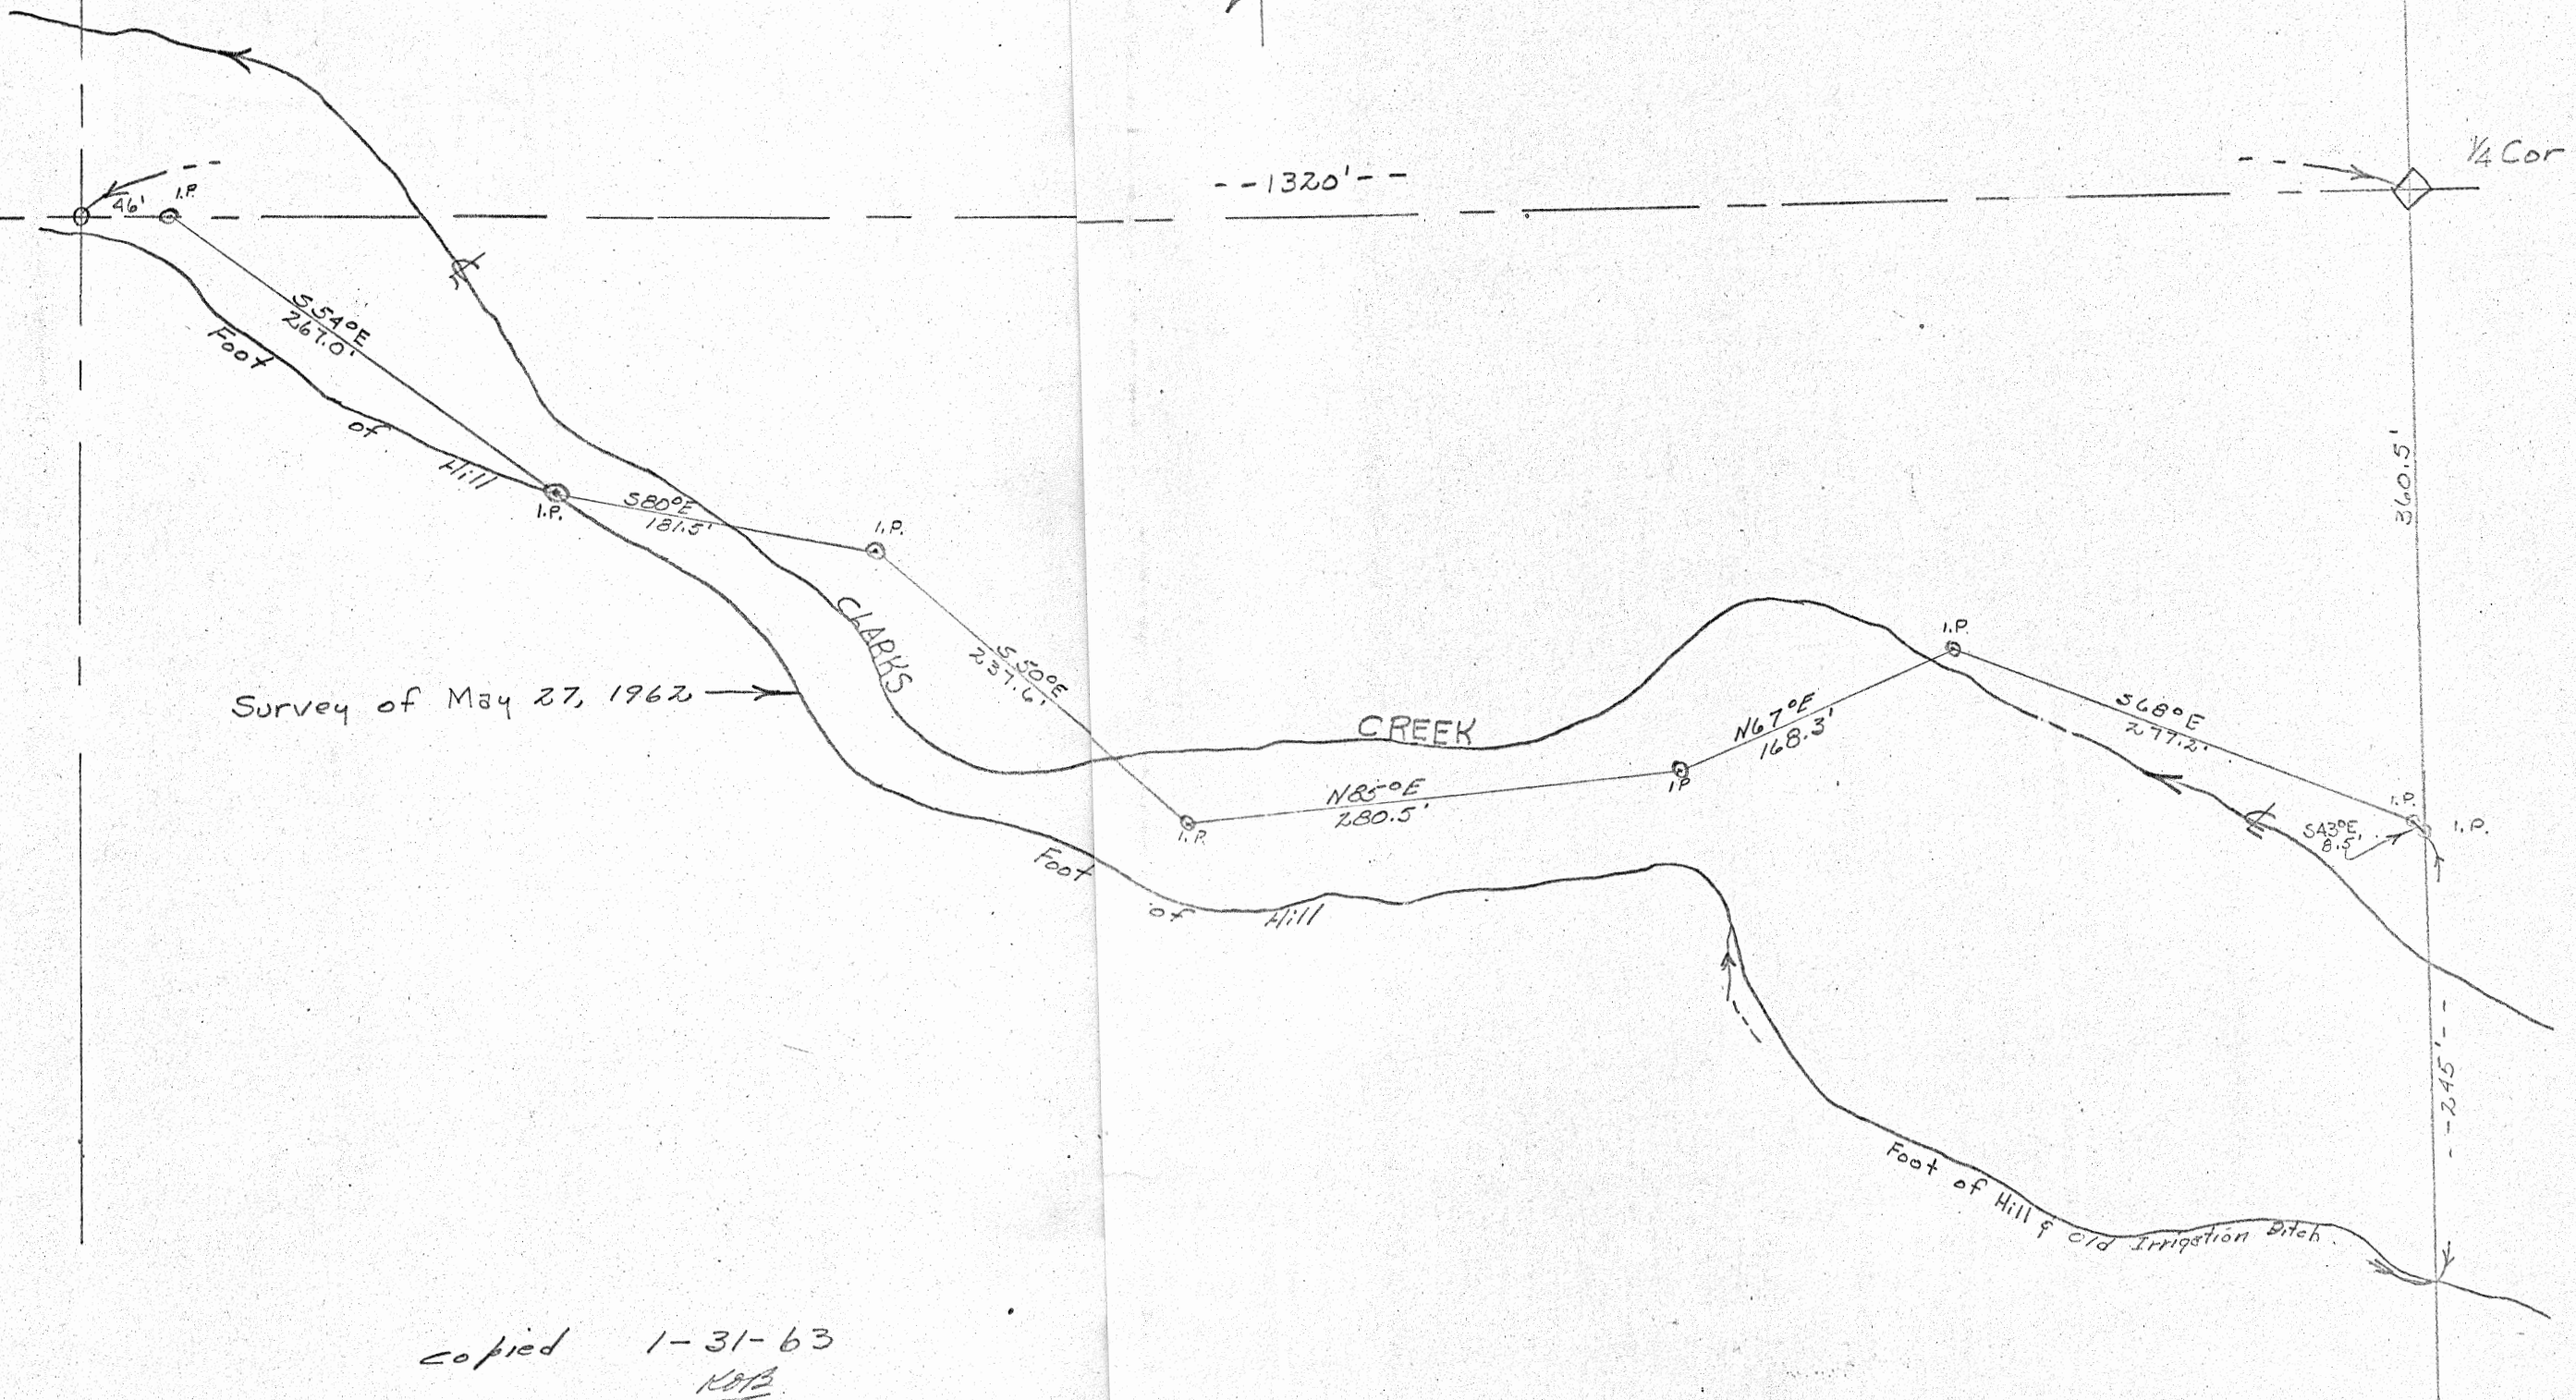 1/4 Cor
--1320'--
46'
I.P.
S54°E
267.0'
Foot of Hill
I.P.
S80°E
181.5'
I.P.
CLARKS
S50°E
237.6'
360.5'
Survey of May 27, 1962
CREEK
I.P.
N67°E
168.3'
S68°E
277.2'
I.P.
N85°E
280.5'
I.P.
I.P.
S43°E
8.5'
I.P.
Foot of Hill
--245'--
Foot of Hill & Old Irrigation Ditch.
copied 1-31-63